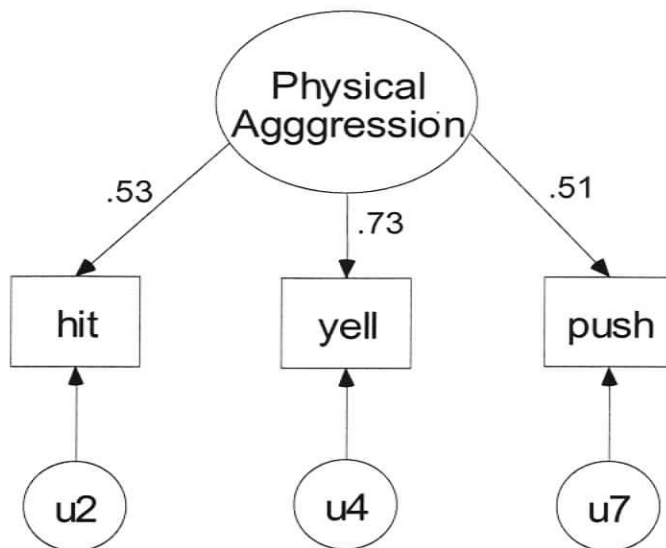 Physical
Agggression
.53
.73
.51
hit
yell
push
u2
u4
u7